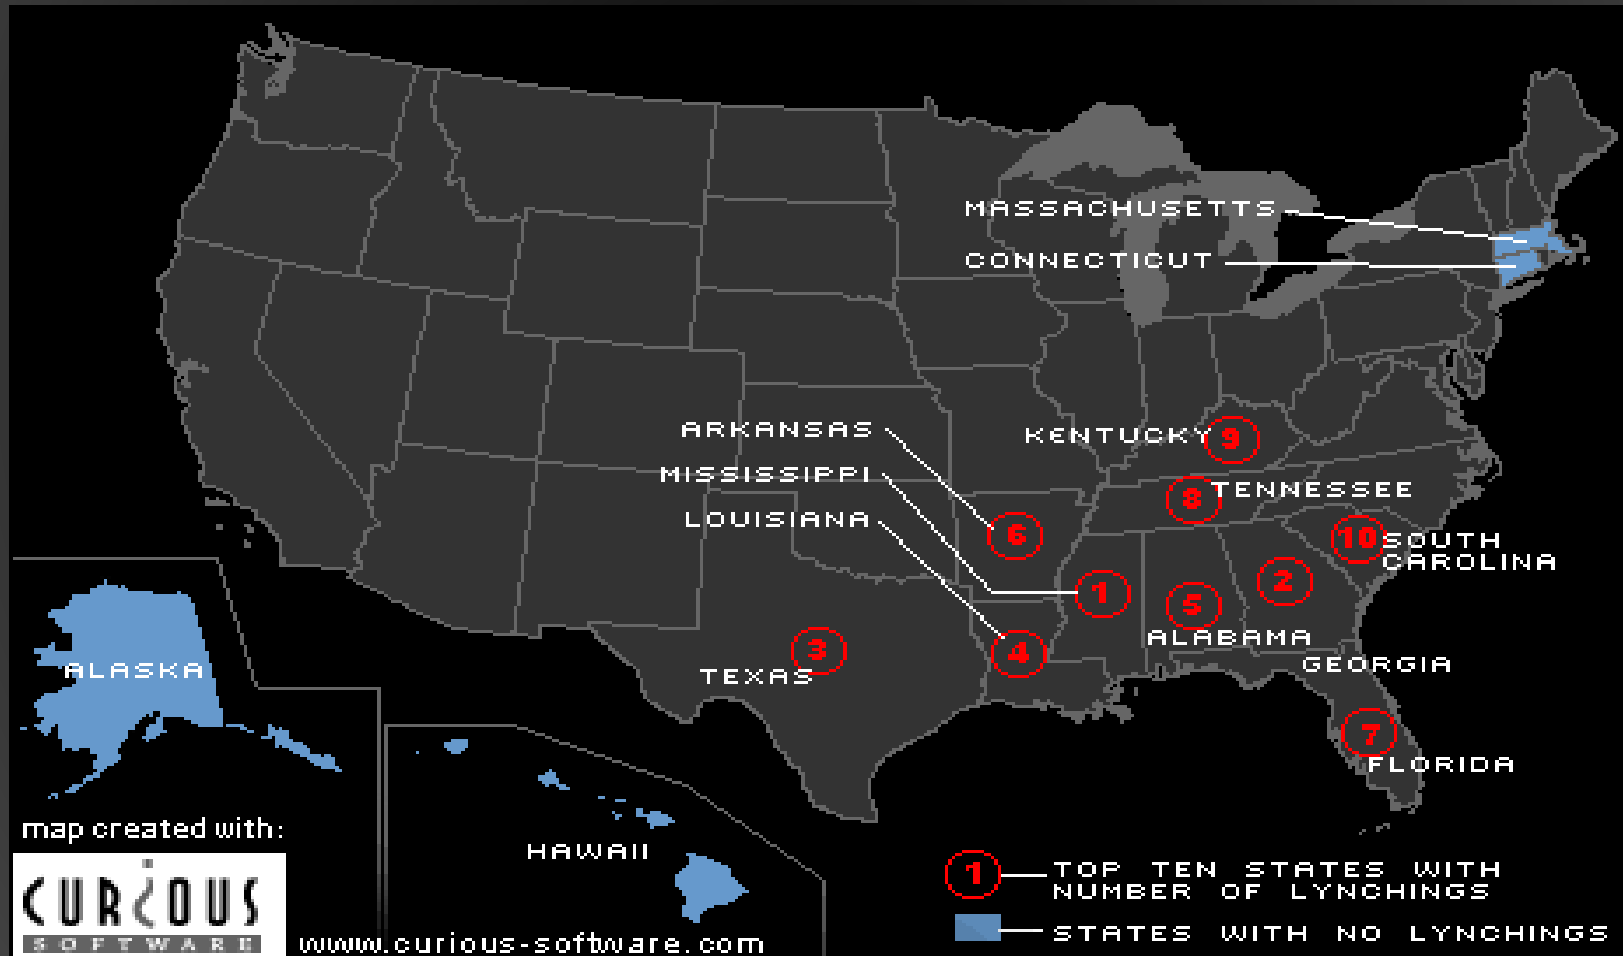 MASSACHUSETTS
CONNECTICUT
ARKANSAS
KENTUCKY
9
MISSISSIPPI
8
TENNESSEE
LOUISIANA
6
10
SOUTH
CAROLINA
2
1
5
ALABAMA
3
TEXAS
4
GEORGIA
ALASKA
7
FLORIDA
map created with:
HAWAII
CURIOUS
SOFTWARE
www.curious-software.com
1
TOP TEN STATES WITH
NUMBER OF LYNCHINGS
STATES WITH NO LYNCHINGS